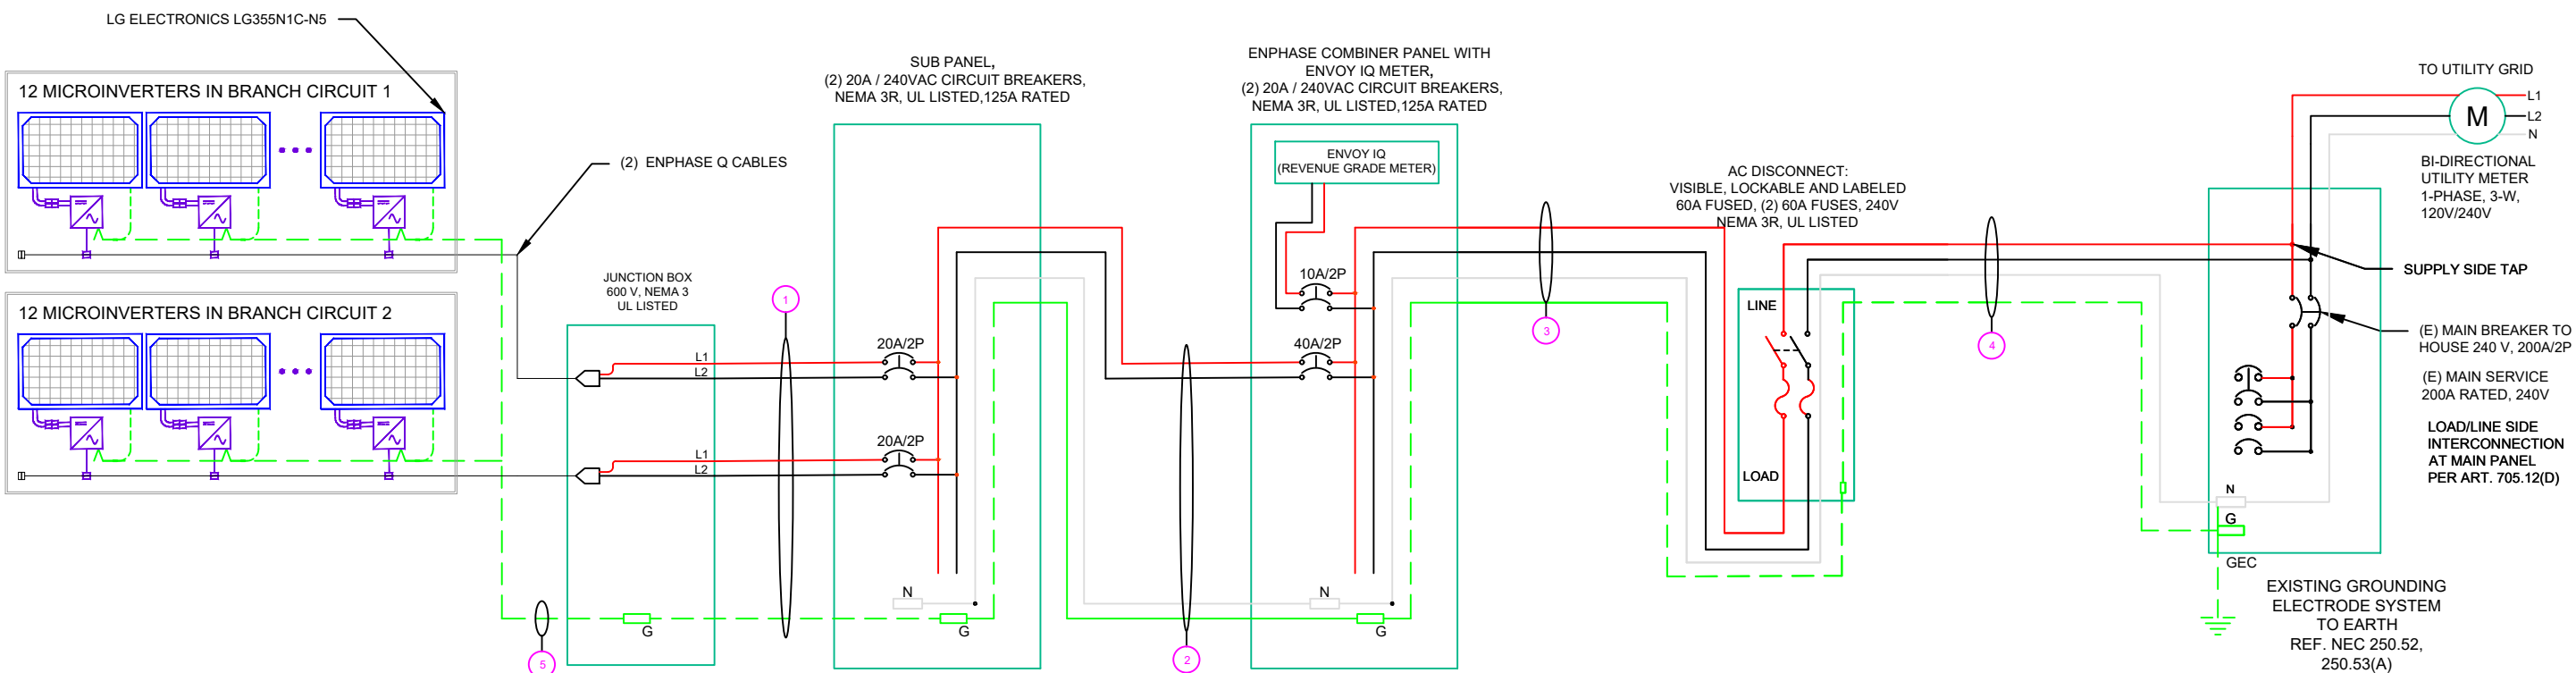 LG ELECTRONICS LG355N1C-N5
12 MICROINVERTERS IN BRANCH CIRCUIT 1
(2) ENPHASE Q CABLES
12 MICROINVERTERS IN BRANCH CIRCUIT 2
JUNCTION BOX
600 V, NEMA 3
UL LISTED
L1
L2
L1
L2
G
5
1
SUB PANEL,
(2) 20A / 240VAC CIRCUIT BREAKERS,
NEMA 3R, UL LISTED,125A RATED
20A/2P
20A/2P
N
G
2
ENPHASE COMBINER PANEL WITH
ENVOY IQ METER,
(2) 20A / 240VAC CIRCUIT BREAKERS,
NEMA 3R, UL LISTED,125A RATED
ENVOY IQ
(REVENUE GRADE METER)
10A/2P
40A/2P
N
G
3
AC DISCONNECT:
VISIBLE, LOCKABLE AND LABELED
60A FUSED, (2) 60A FUSES, 240V
NEMA 3R, UL LISTED
LINE
LOAD
4
TO UTILITY GRID
M
L1
L2
N
BI-DIRECTIONAL
UTILITY METER
1-PHASE, 3-W,
120V/240V
SUPPLY SIDE TAP
(E) MAIN BREAKER TO
HOUSE 240 V, 200A/2P
(E) MAIN SERVICE
200A RATED, 240V
LOAD/LINE SIDE
INTERCONNECTION
AT MAIN PANEL
PER ART. 705.12(D)
N
G
GEC
EXISTING GROUNDING
ELECTRODE SYSTEM
TO EARTH
REF. NEC 250.52,
250.53(A)